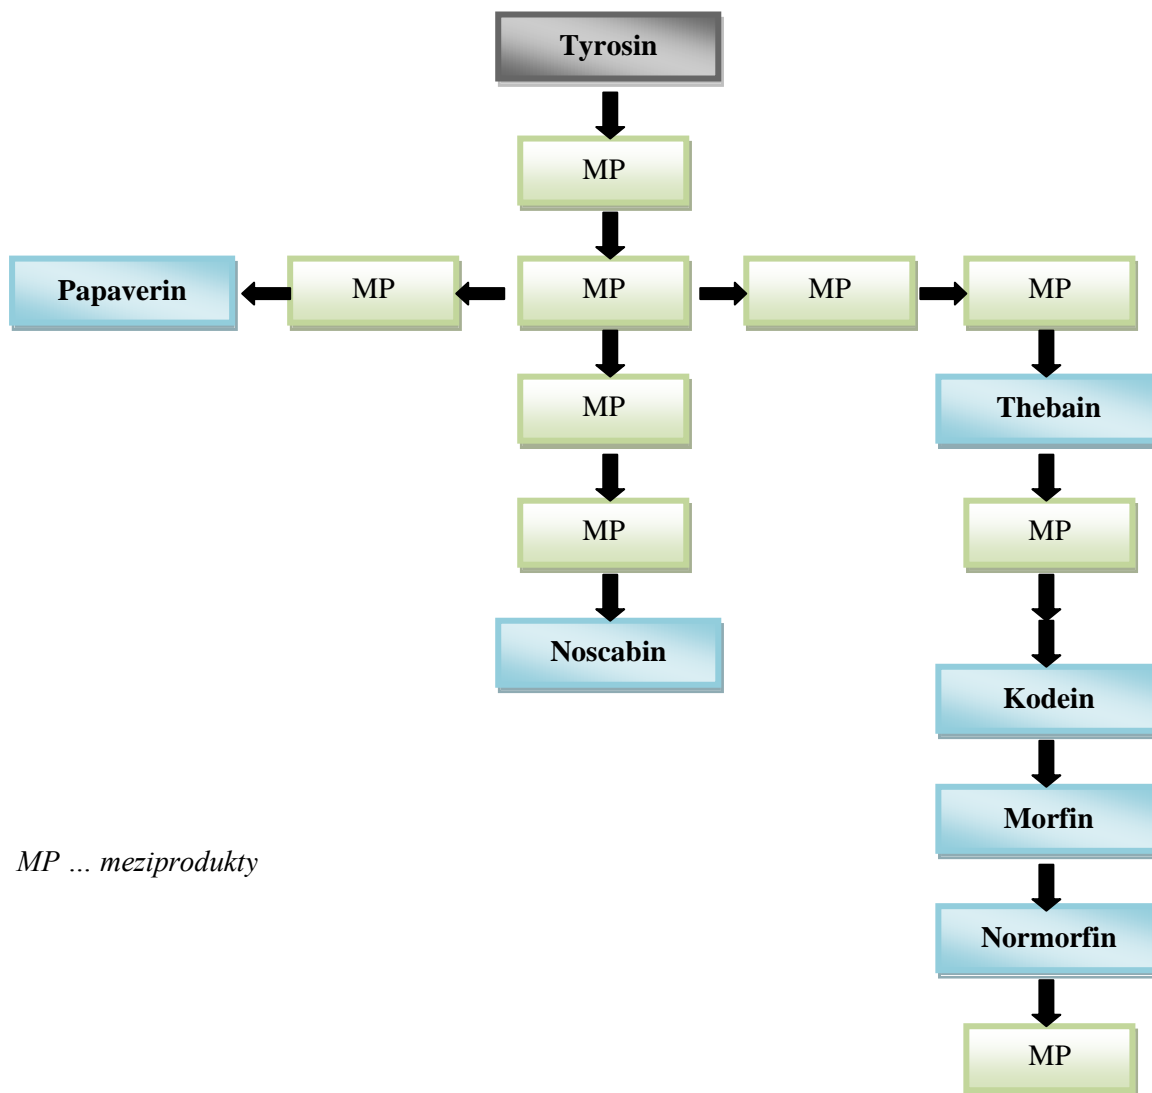 Tyrosin
MP
Papaverin
MP
MP
MP
MP
MP
Thebain
MP
MP
Noscabin
Kodein
Morfin
MP … meziprodukty
Normorfin
MP